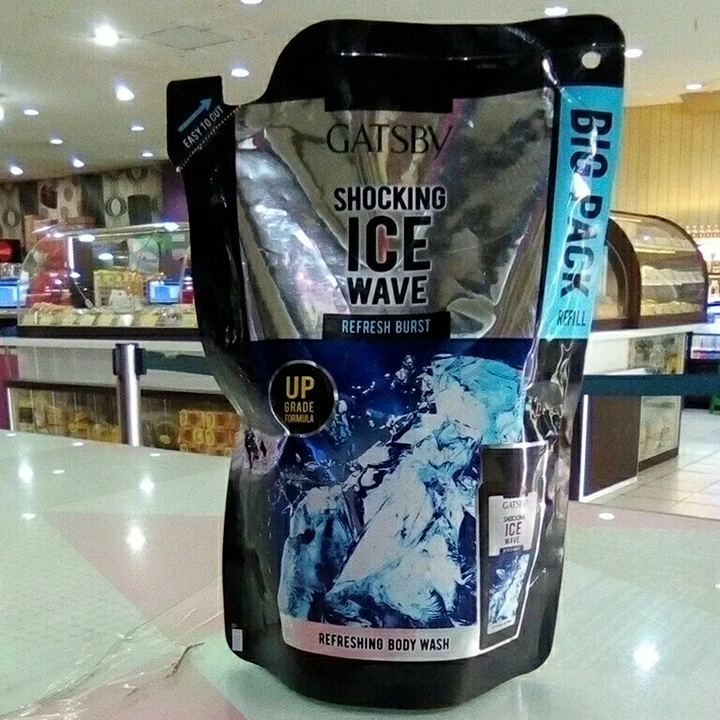 EASY TO CUT
GATSBY
SHOCKING
ICE
WAVE
REFRESH BURST
BIG PACK
REFILL
UP
GRADE
FORMULA
GATSBY
SHOCKING
ICE
WAVE
REFRESHING BODY WASH